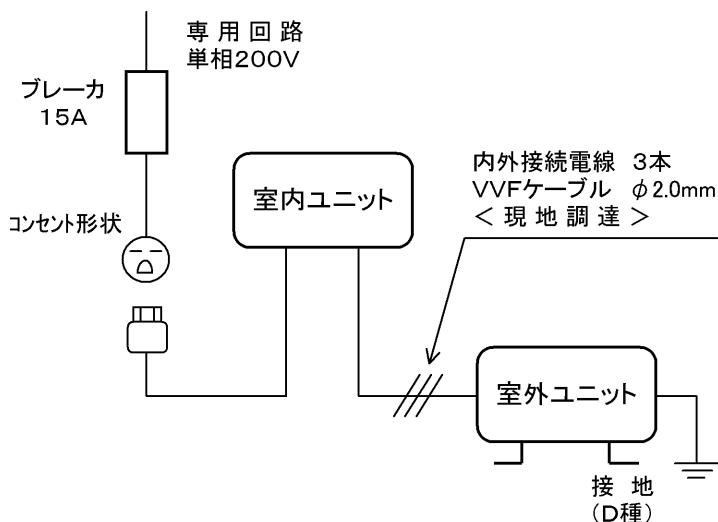 専用回路
単相200V
ブレーカ
15A
コンセント形状
室内ユニット
内外接続電線 3本
VVFケーブル φ2.0mm
＜現地調達＞
室外ユニット
接地
(D種)